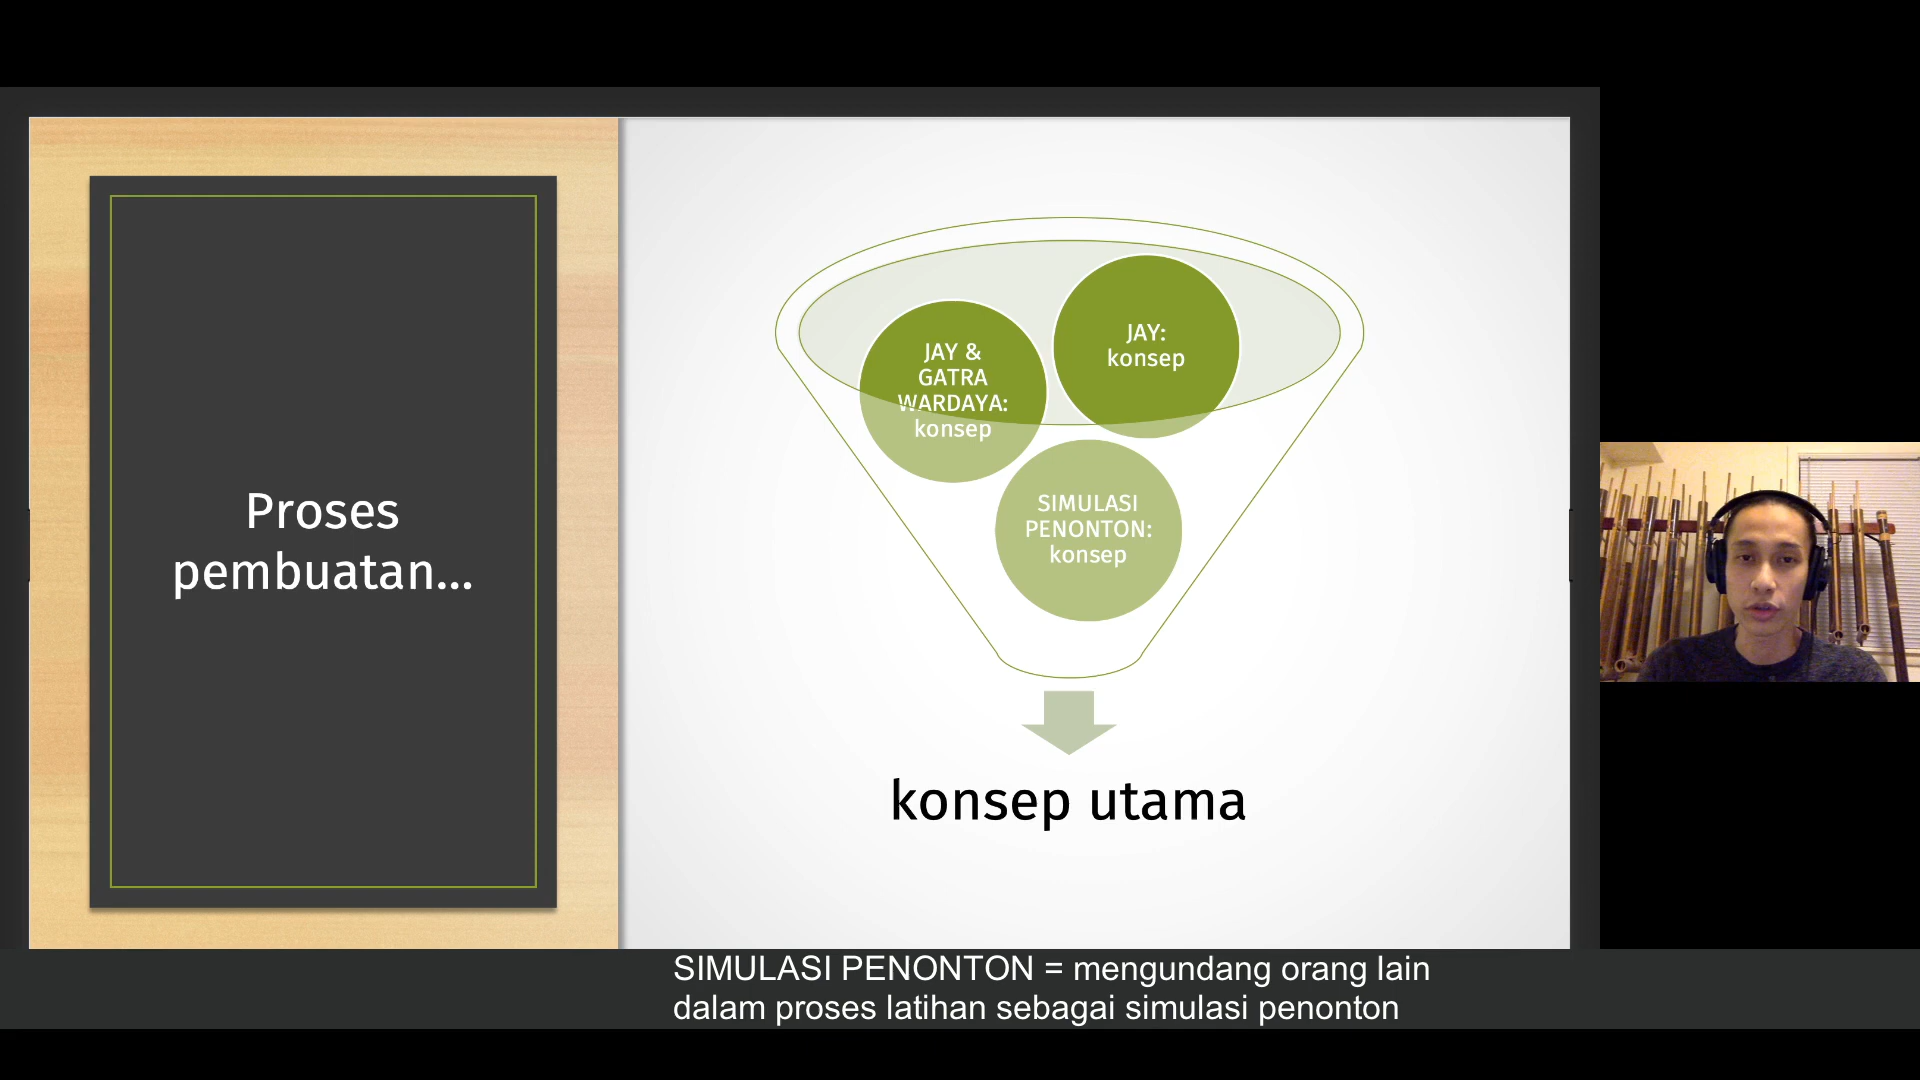 Proses
pembuatan...
JAY &
GATRA
WARDAYA:
konsep
JAY:
konsep
SIMULASI
PENONTON:
konsep
konsep utama
SIMULASI PENONTON = mengundang orang lain
dalam proses latihan sebagai simulasi penonton